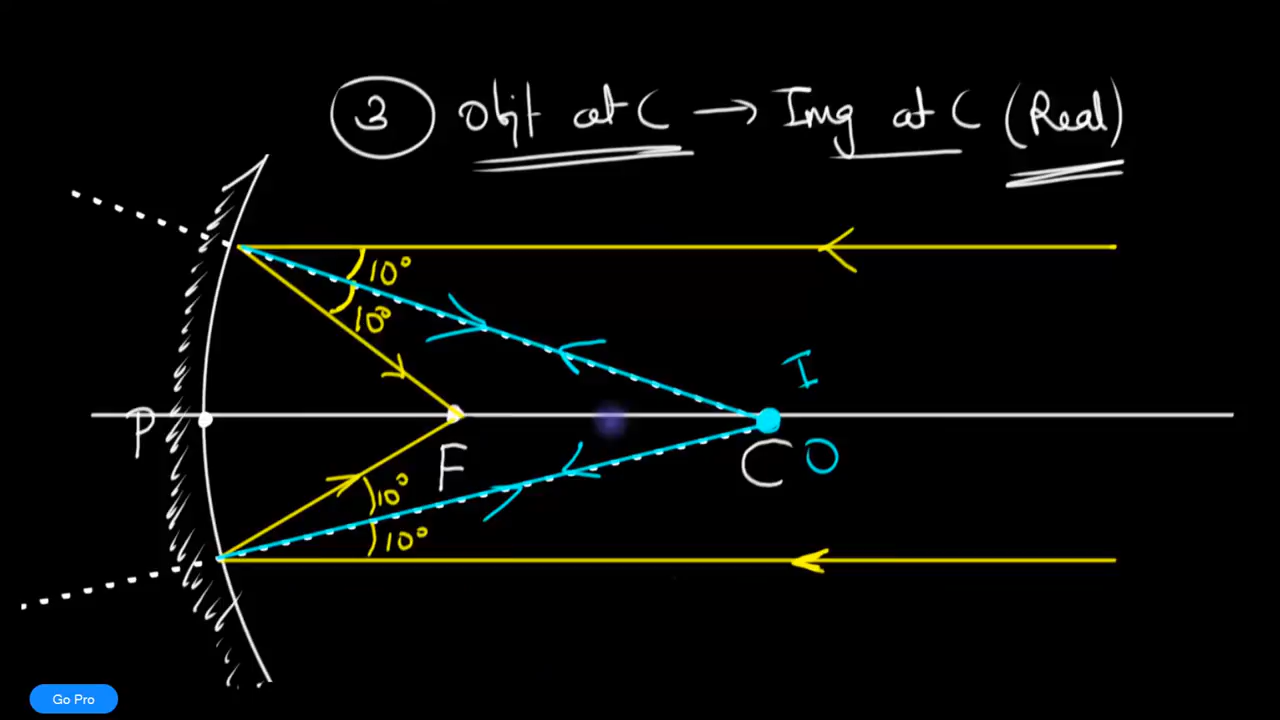 3 Objt at C → Img at C (Real)
10°
10°
I
P
F
C O
10°
10°
Go Pro